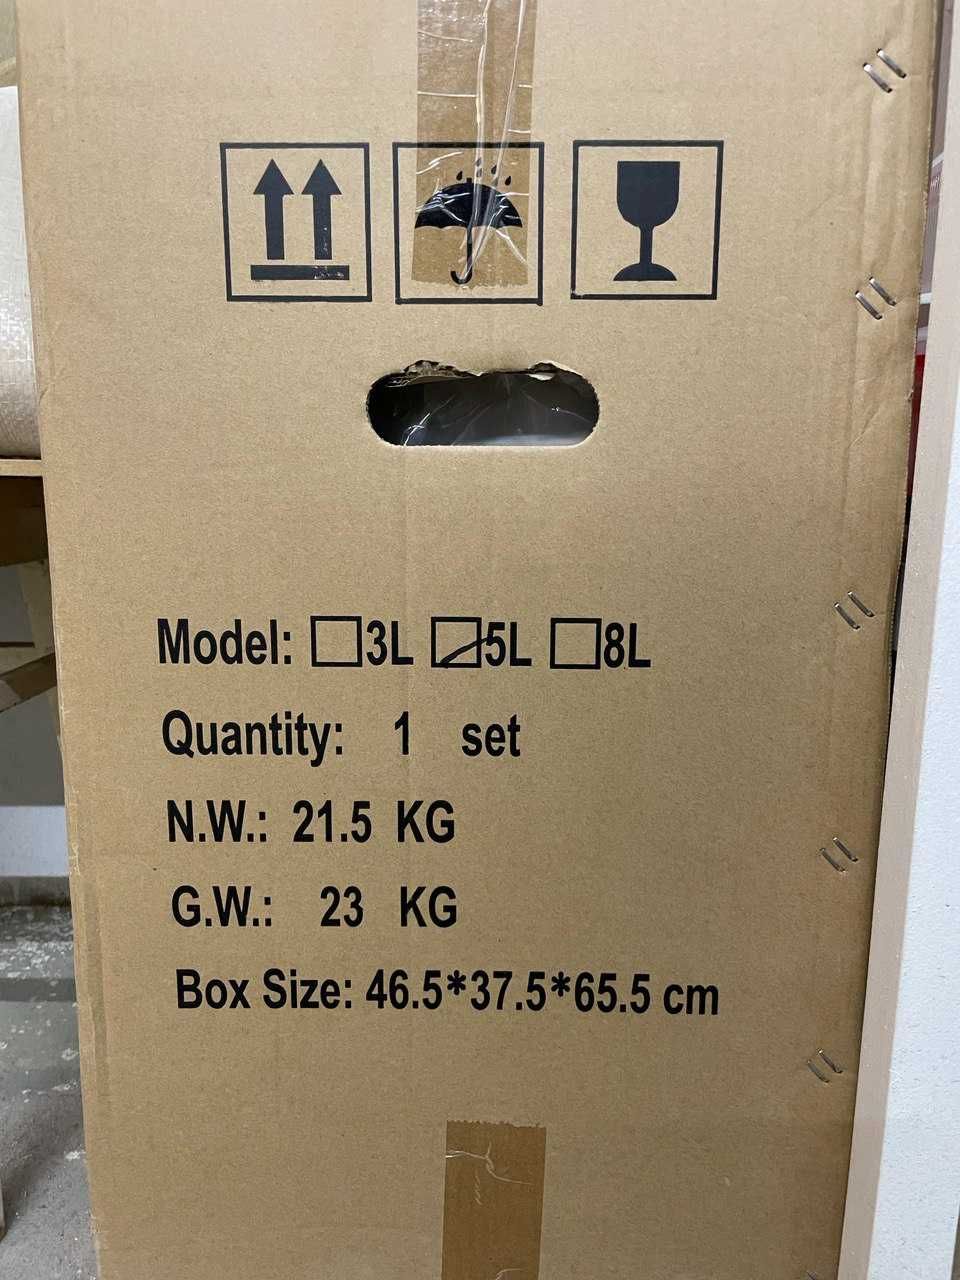 Model: □3L ☑5L □8L
Quantity: 1 set
N.W.: 21.5 KG
G.W.: 23 KG
Box Size: 46.5*37.5*65.5 cm